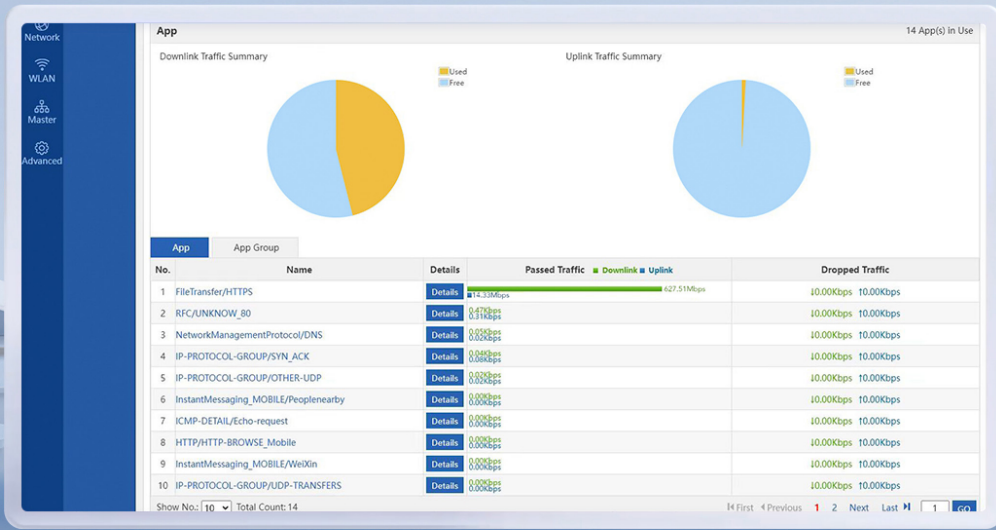 Network
WLAN
Master
Advanced
App 14 App(s) in Use
Downlink Traffic Summary
Used
Free
Uplink Traffic Summary
Used
Free
App App Group
No. Name Details Passed Traffic Downlink Uplink Dropped Traffic
1 FileTransfer/HTTPS Details 627.51Mbps 14.33Mbps ↓0.00Kbps ↑0.00Kbps
2 RFC/UNKNOW_80 Details 0.47Kbps 0.31Kbps ↓0.00Kbps ↑0.00Kbps
3 NetworkManagementProtocol/DNS Details 0.05Kbps 0.02Kbps ↓0.00Kbps ↑0.00Kbps
4 IP-PROTOCOL-GROUP/SYN_ACK Details 0.04Kbps 0.08Kbps ↓0.00Kbps ↑0.00Kbps
5 IP-PROTOCOL-GROUP/OTHER-UDP Details 0.02Kbps 0.02Kbps ↓0.00Kbps ↑0.00Kbps
6 InstantMessaging_MOBILE/Peoplenearby Details 0.00Kbps 0.00Kbps ↓0.00Kbps ↑0.00Kbps
7 ICMP-DETAIL/Echo-request Details 0.00Kbps 0.00Kbps ↓0.00Kbps ↑0.00Kbps
8 HTTP/HTTP-BROWSE_Mobile Details 0.00Kbps 0.00Kbps ↓0.00Kbps ↑0.00Kbps
9 InstantMessaging_MOBILE/WeiXin Details 0.00Kbps 0.00Kbps ↓0.00Kbps ↑0.00Kbps
10 IP-PROTOCOL-GROUP/UDP-TRANSFERS Details 0.00Kbps 0.00Kbps ↓0.00Kbps ↑0.00Kbps
Show No.: 10 Total Count: 14 First Previous 1 2 Next Last 1 GO